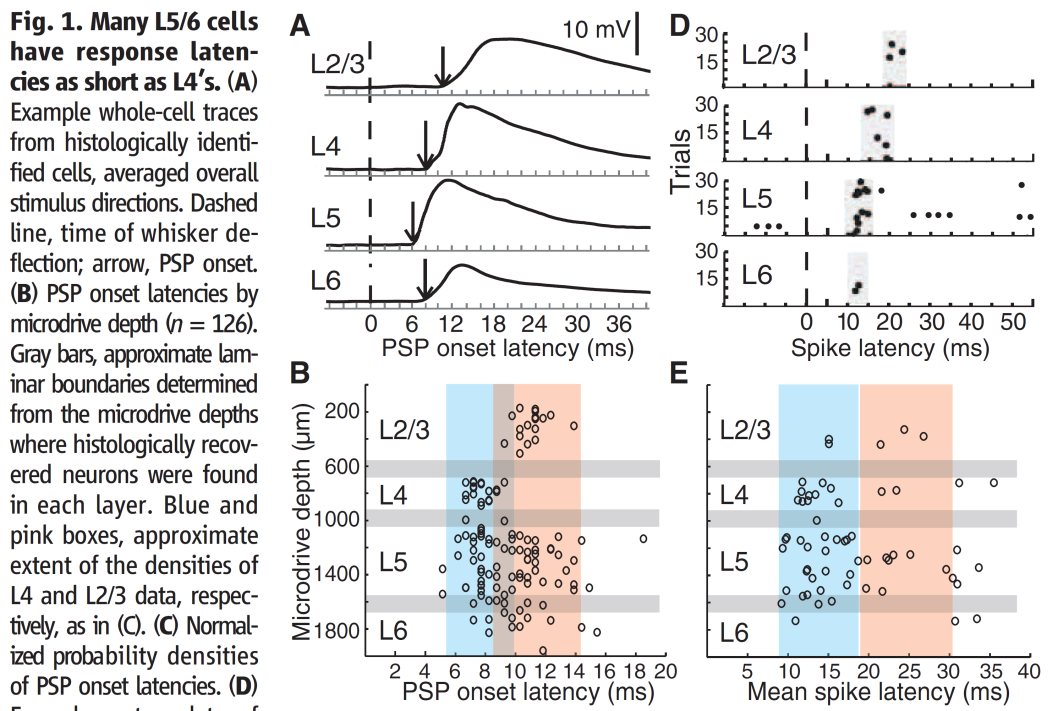 Fig. 1. Many L5/6 cells
have response laten-
cies as short as L4's. (A)
Example whole-cell traces
from histologically identi-
fied cells, averaged overall
stimulus directions. Dashed
line, time of whisker de-
flection; arrow, PSP onset.
(B) PSP onset latencies by
microdrive depth (n = 126).
Gray bars, approximate lam-
inar boundaries determined
from the microdrive depths
where histologically recov-
ered neurons were found
in each layer. Blue and
pink boxes, approximate
extent of the densities of
L4 and L2/3 data, respec-
tively, as in (C). (C) Normal-
ized probability densities
of PSP onset latencies. (D)
A
10 mV
L2/3
L4
L5
L6
0 6 12 18 24 30 36
PSP onset latency (ms)
D
Trials
30
15
L2/3
30
15
L4
30
15
L5
30
15
L6
0 10 20 30 40 50
Spike latency (ms)
B
Microdrive depth (μm)
200
600
1000
1400
1800
L2/3
L4
L5
L6
2 4 6 8 10 12 14 16 18 20
PSP onset latency (ms)
E
L2/3
L4
L5
L6
5 10 15 20 25 30 35 40
Mean spike latency (ms)